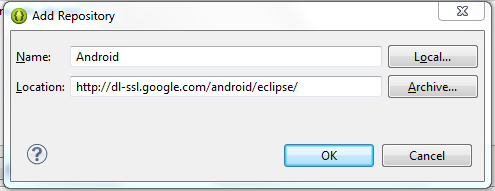 Add Repository
Name: Android Local...
Location: http://dl-ssl.google.com/android/eclipse/ Archive...
?
OK Cancel